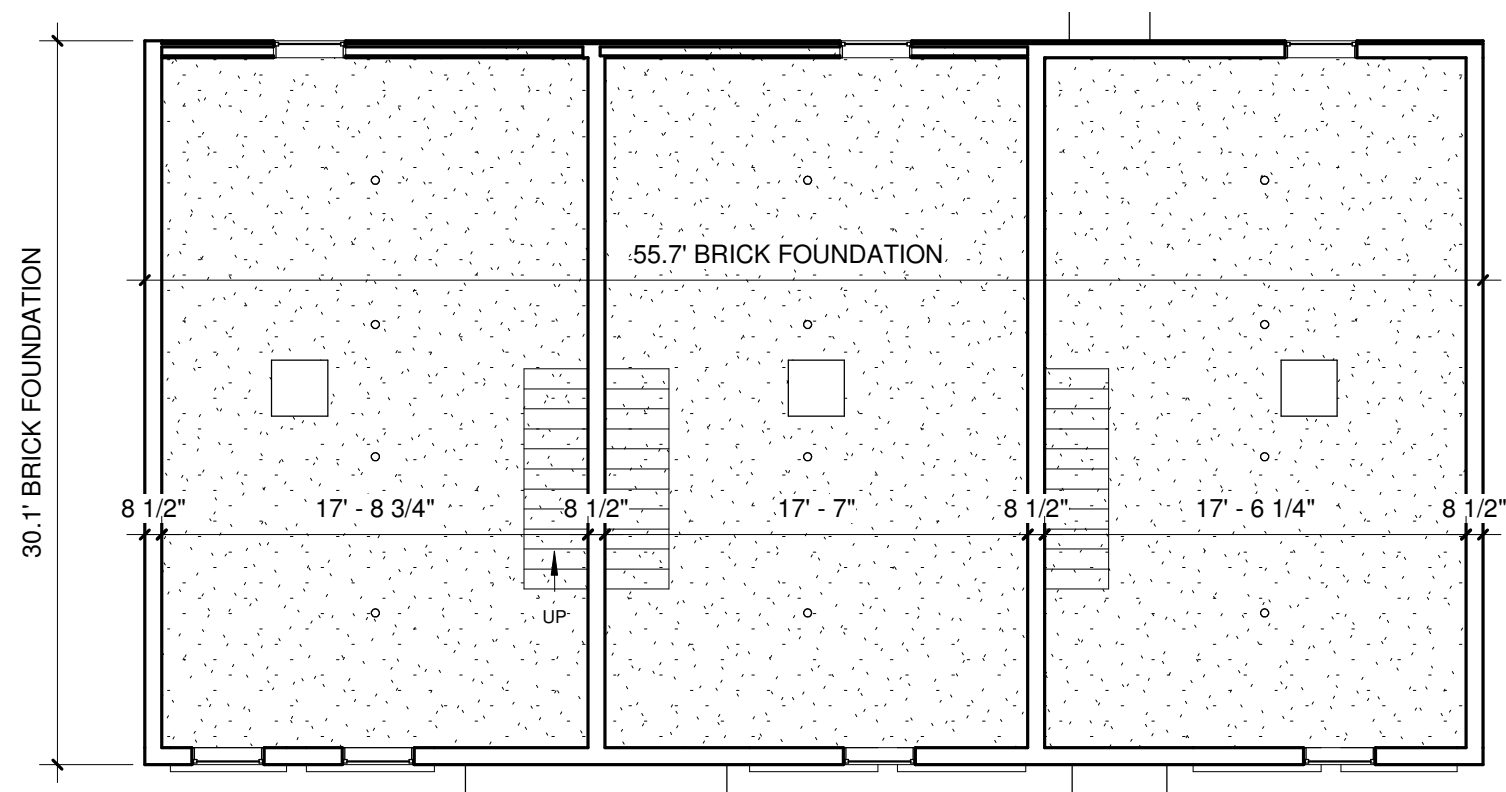 55.7' BRICK FOUNDATION
30.1' BRICK FOUNDATION
8 1/2" 17' - 8 3/4" 8 1/2" 17' - 7" 8 1/2" 17' - 6 1/4" 8 1/2"
UP